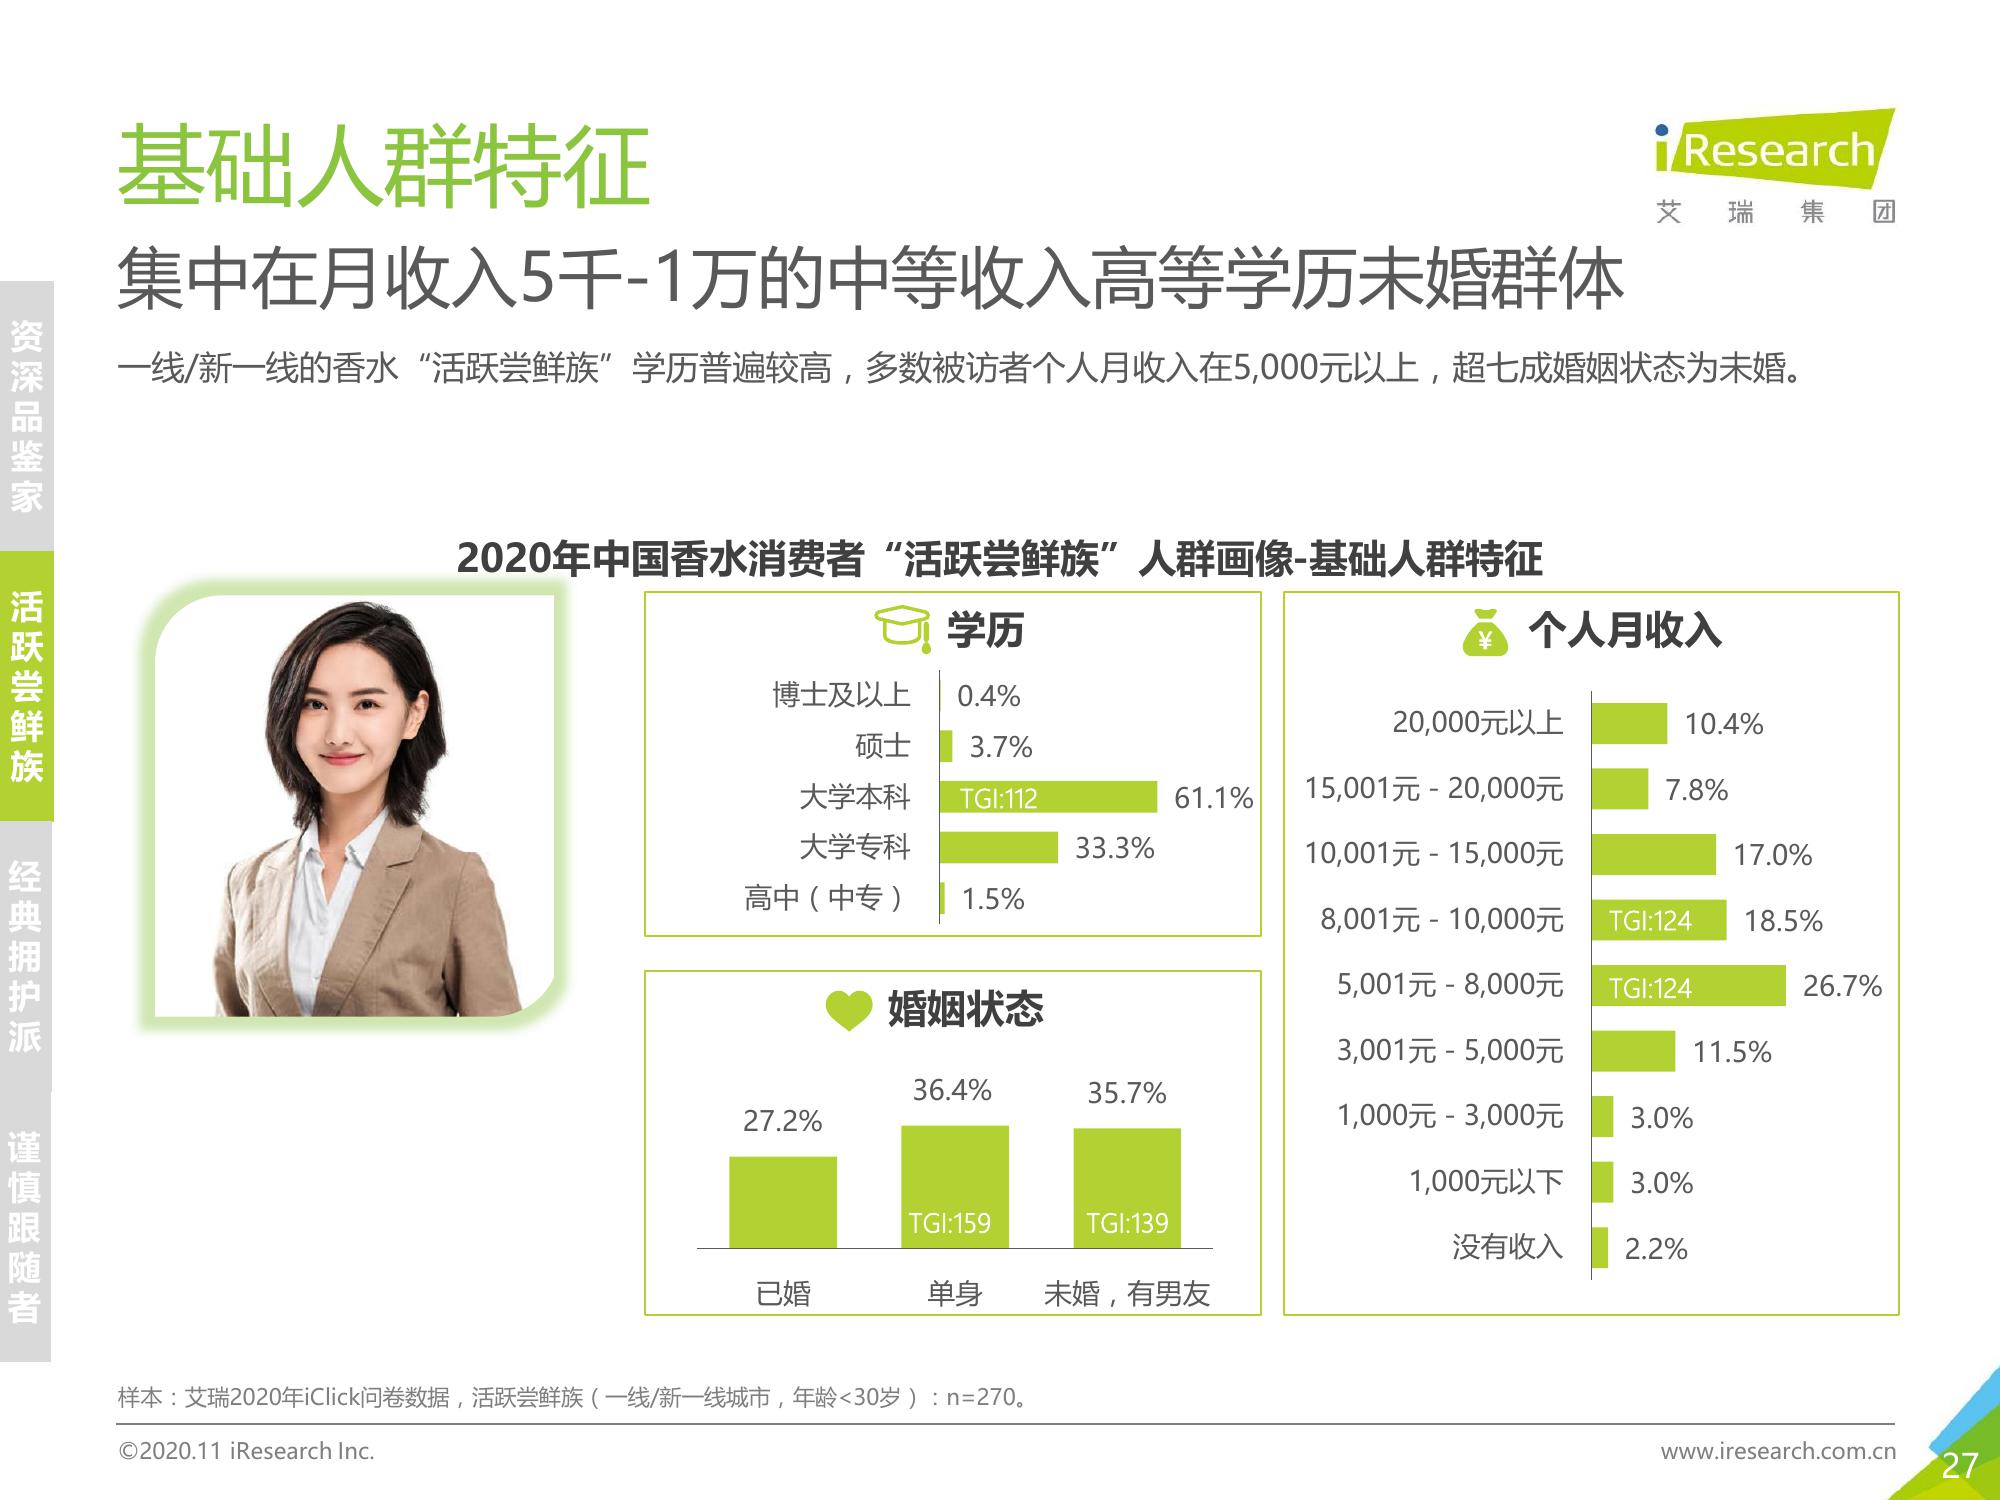 基础人群特征
iResearch
艾瑞集团
集中在月收入5千-1万的中等收入高等学历未婚群体
一线/新一线的香水“活跃尝鲜族”学历普遍较高，多数被访者个人月收入在5,000元以上，超七成婚姻状态为未婚。
资深品鉴家
活跃尝鲜族
经典拥护派
谨慎跟随者
2020年中国香水消费者“活跃尝鲜族”人群画像-基础人群特征
学历
博士及以上 0.4%
硕士 3.7%
大学本科 TGI:112 61.1%
大学专科 33.3%
高中（中专） 1.5%
婚姻状态
27.2% 36.4% 35.7%
TGI:159 TGI:139
已婚 单身 未婚，有男友
¥ 个人月收入
20,000元以上 10.4%
15,001元 - 20,000元 7.8%
10,001元 - 15,000元 17.0%
8,001元 - 10,000元 TGI:124 18.5%
5,001元 - 8,000元 TGI:124 26.7%
3,001元 - 5,000元 11.5%
1,000元 - 3,000元 3.0%
1,000元以下 3.0%
没有收入 2.2%
样本：艾瑞2020年iClick问卷数据，活跃尝鲜族（一线/新一线城市，年龄<30岁）：n=270。
©2020.11 iResearch Inc.
www.iresearch.com.cn
27